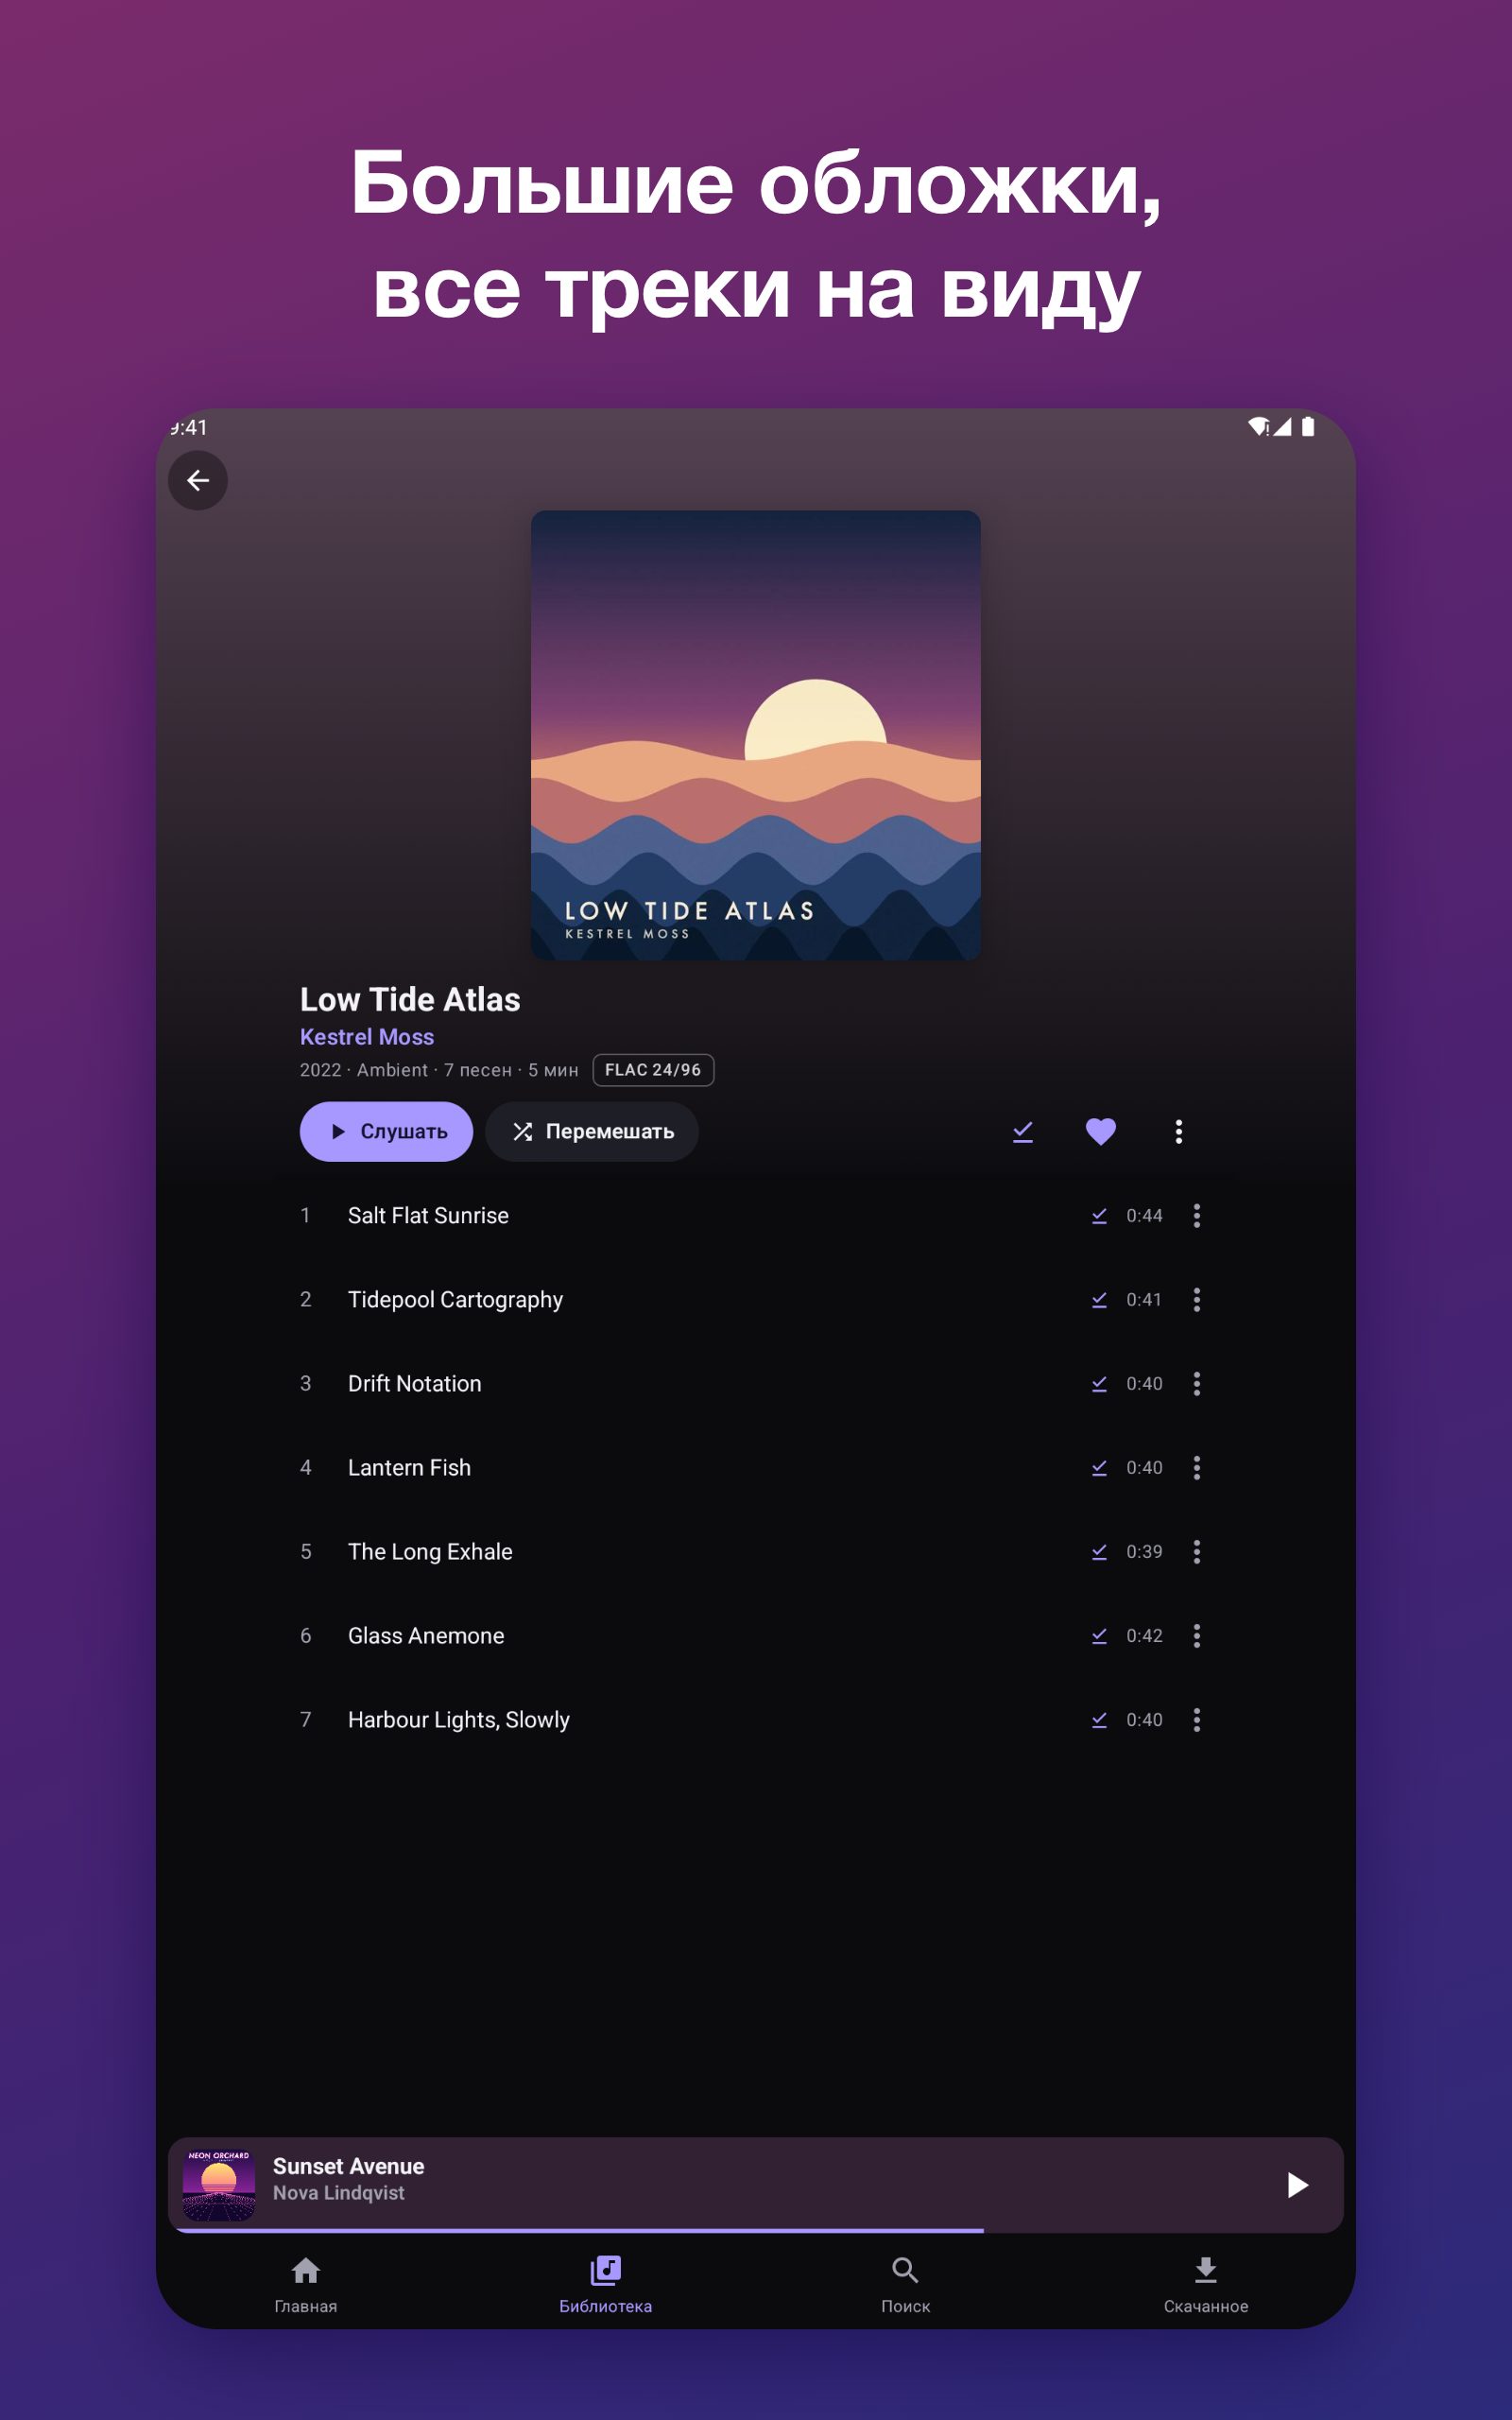 Большие обложки,
все треки на виду
9:41
LOW TIDE ATLAS
KESTREL MOSS
Low Tide Atlas
Kestrel Moss
2022 · Ambient · 7 песен · 5 мин FLAC 24/96
Слушать Перемешать
1 Salt Flat Sunrise 0:44
2 Tidepool Cartography 0:41
3 Drift Notation 0:40
4 Lantern Fish 0:40
5 The Long Exhale 0:39
6 Glass Anemone 0:42
7 Harbour Lights, Slowly 0:40
NEON ORCHARD
Sunset Avenue
Nova Lindqvist
Главная Библиотека Поиск Скачанное